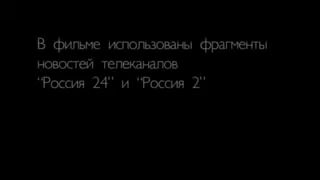 В фильме использованы фрагменты
новостей телеканалов
“Россия 24” и “Россия 2”